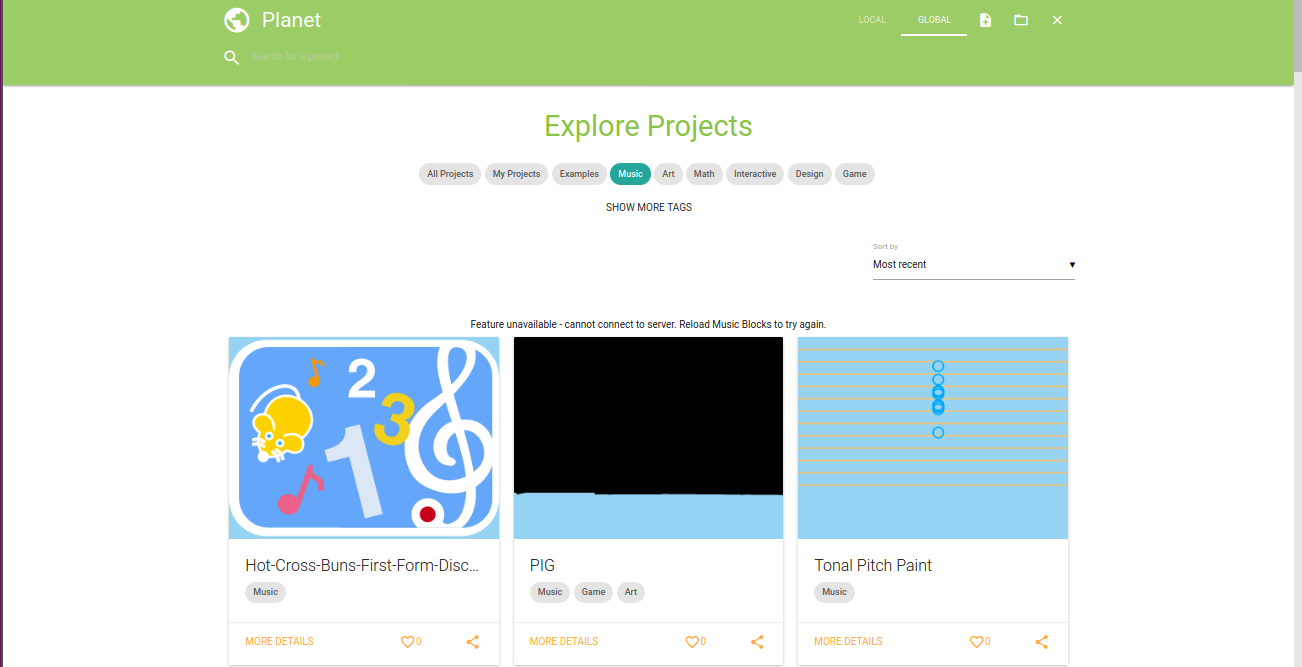 Planet
LOCAL GLOBAL
Search for a project
Explore Projects
All Projects My Projects Examples Music Art Math Interactive Design Game
SHOW MORE TAGS
Sort by
Most recent
Feature unavailable - cannot connect to server. Reload Music Blocks to try again.
2
3
1
Hot-Cross-Buns-First-Form-Disc...
Music
MORE DETAILS 0
PIG
Music Game Art
MORE DETAILS 0
Tonal Pitch Paint
Music
MORE DETAILS 0